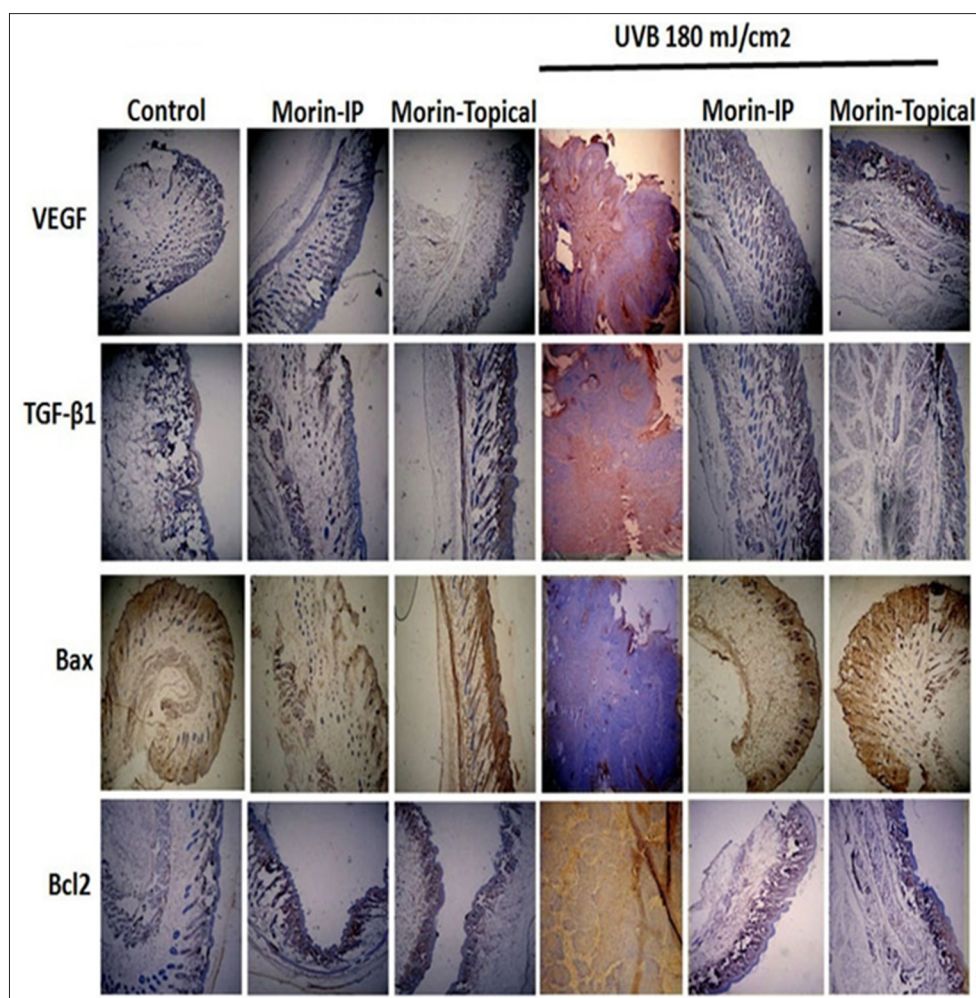 UVB 180 mJ/cm2
Control Morin-IP Morin-Topical Morin-IP Morin-Topical
VEGF
TGF-β1
Bax
Bcl2